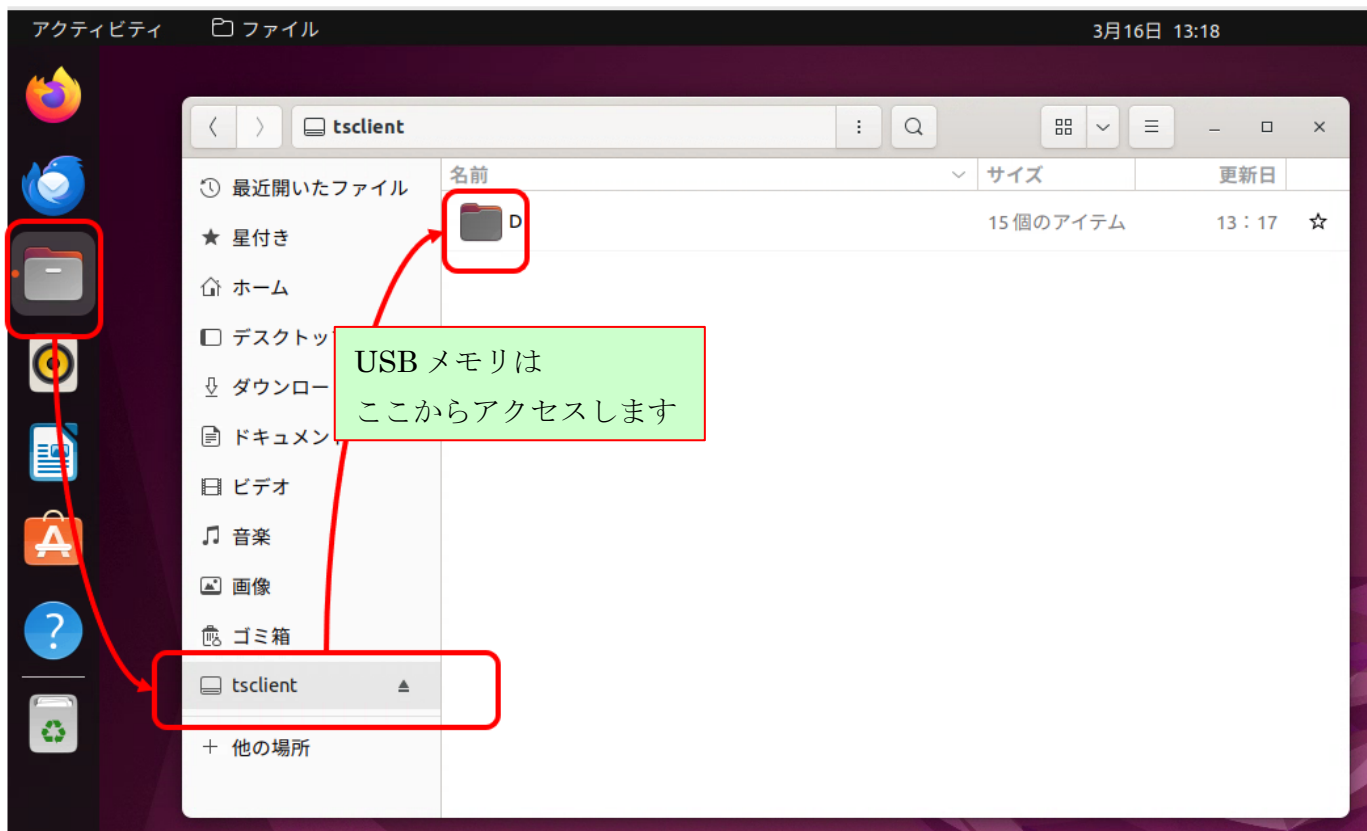 アクティビティ
ファイル
3月16日 13:18
tsclient
最近開いたファイル
星付き
ホーム
デスクトッ
ダウンロー
ドキュメン
ビデオ
音楽
画像
ゴミ箱
tsclient
他の場所
名前
サイズ
更新日
D
15個のアイテム
13：17
USB メモリは
ここからアクセスします